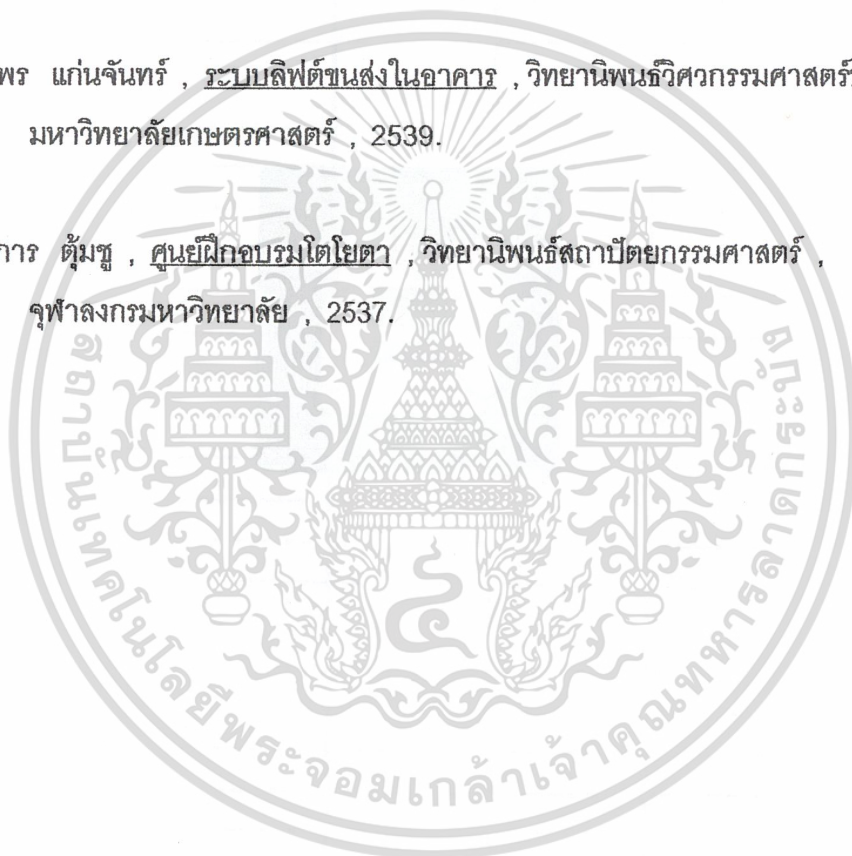 พร แก่นจันทร์ , ระบบลิฟต์ขนส่งในอาคาร , วิทยานิพนธ์วิศวกรรมศาสตร์
มหาวิทยาลัยเกษตรศาสตร์ , 2539.
การ ตุ้มชู , ศูนย์ฝึกอบรมโตโยตา , วิทยานิพนธ์สถาปัตยกรรมศาสตร์ ,
จุฬาลงกรมหาวิทยาลัย , 2537.
สถาบันเทคโนโลยีพระจอมเกล้าเจ้าคุณทหารลาดกระบัง